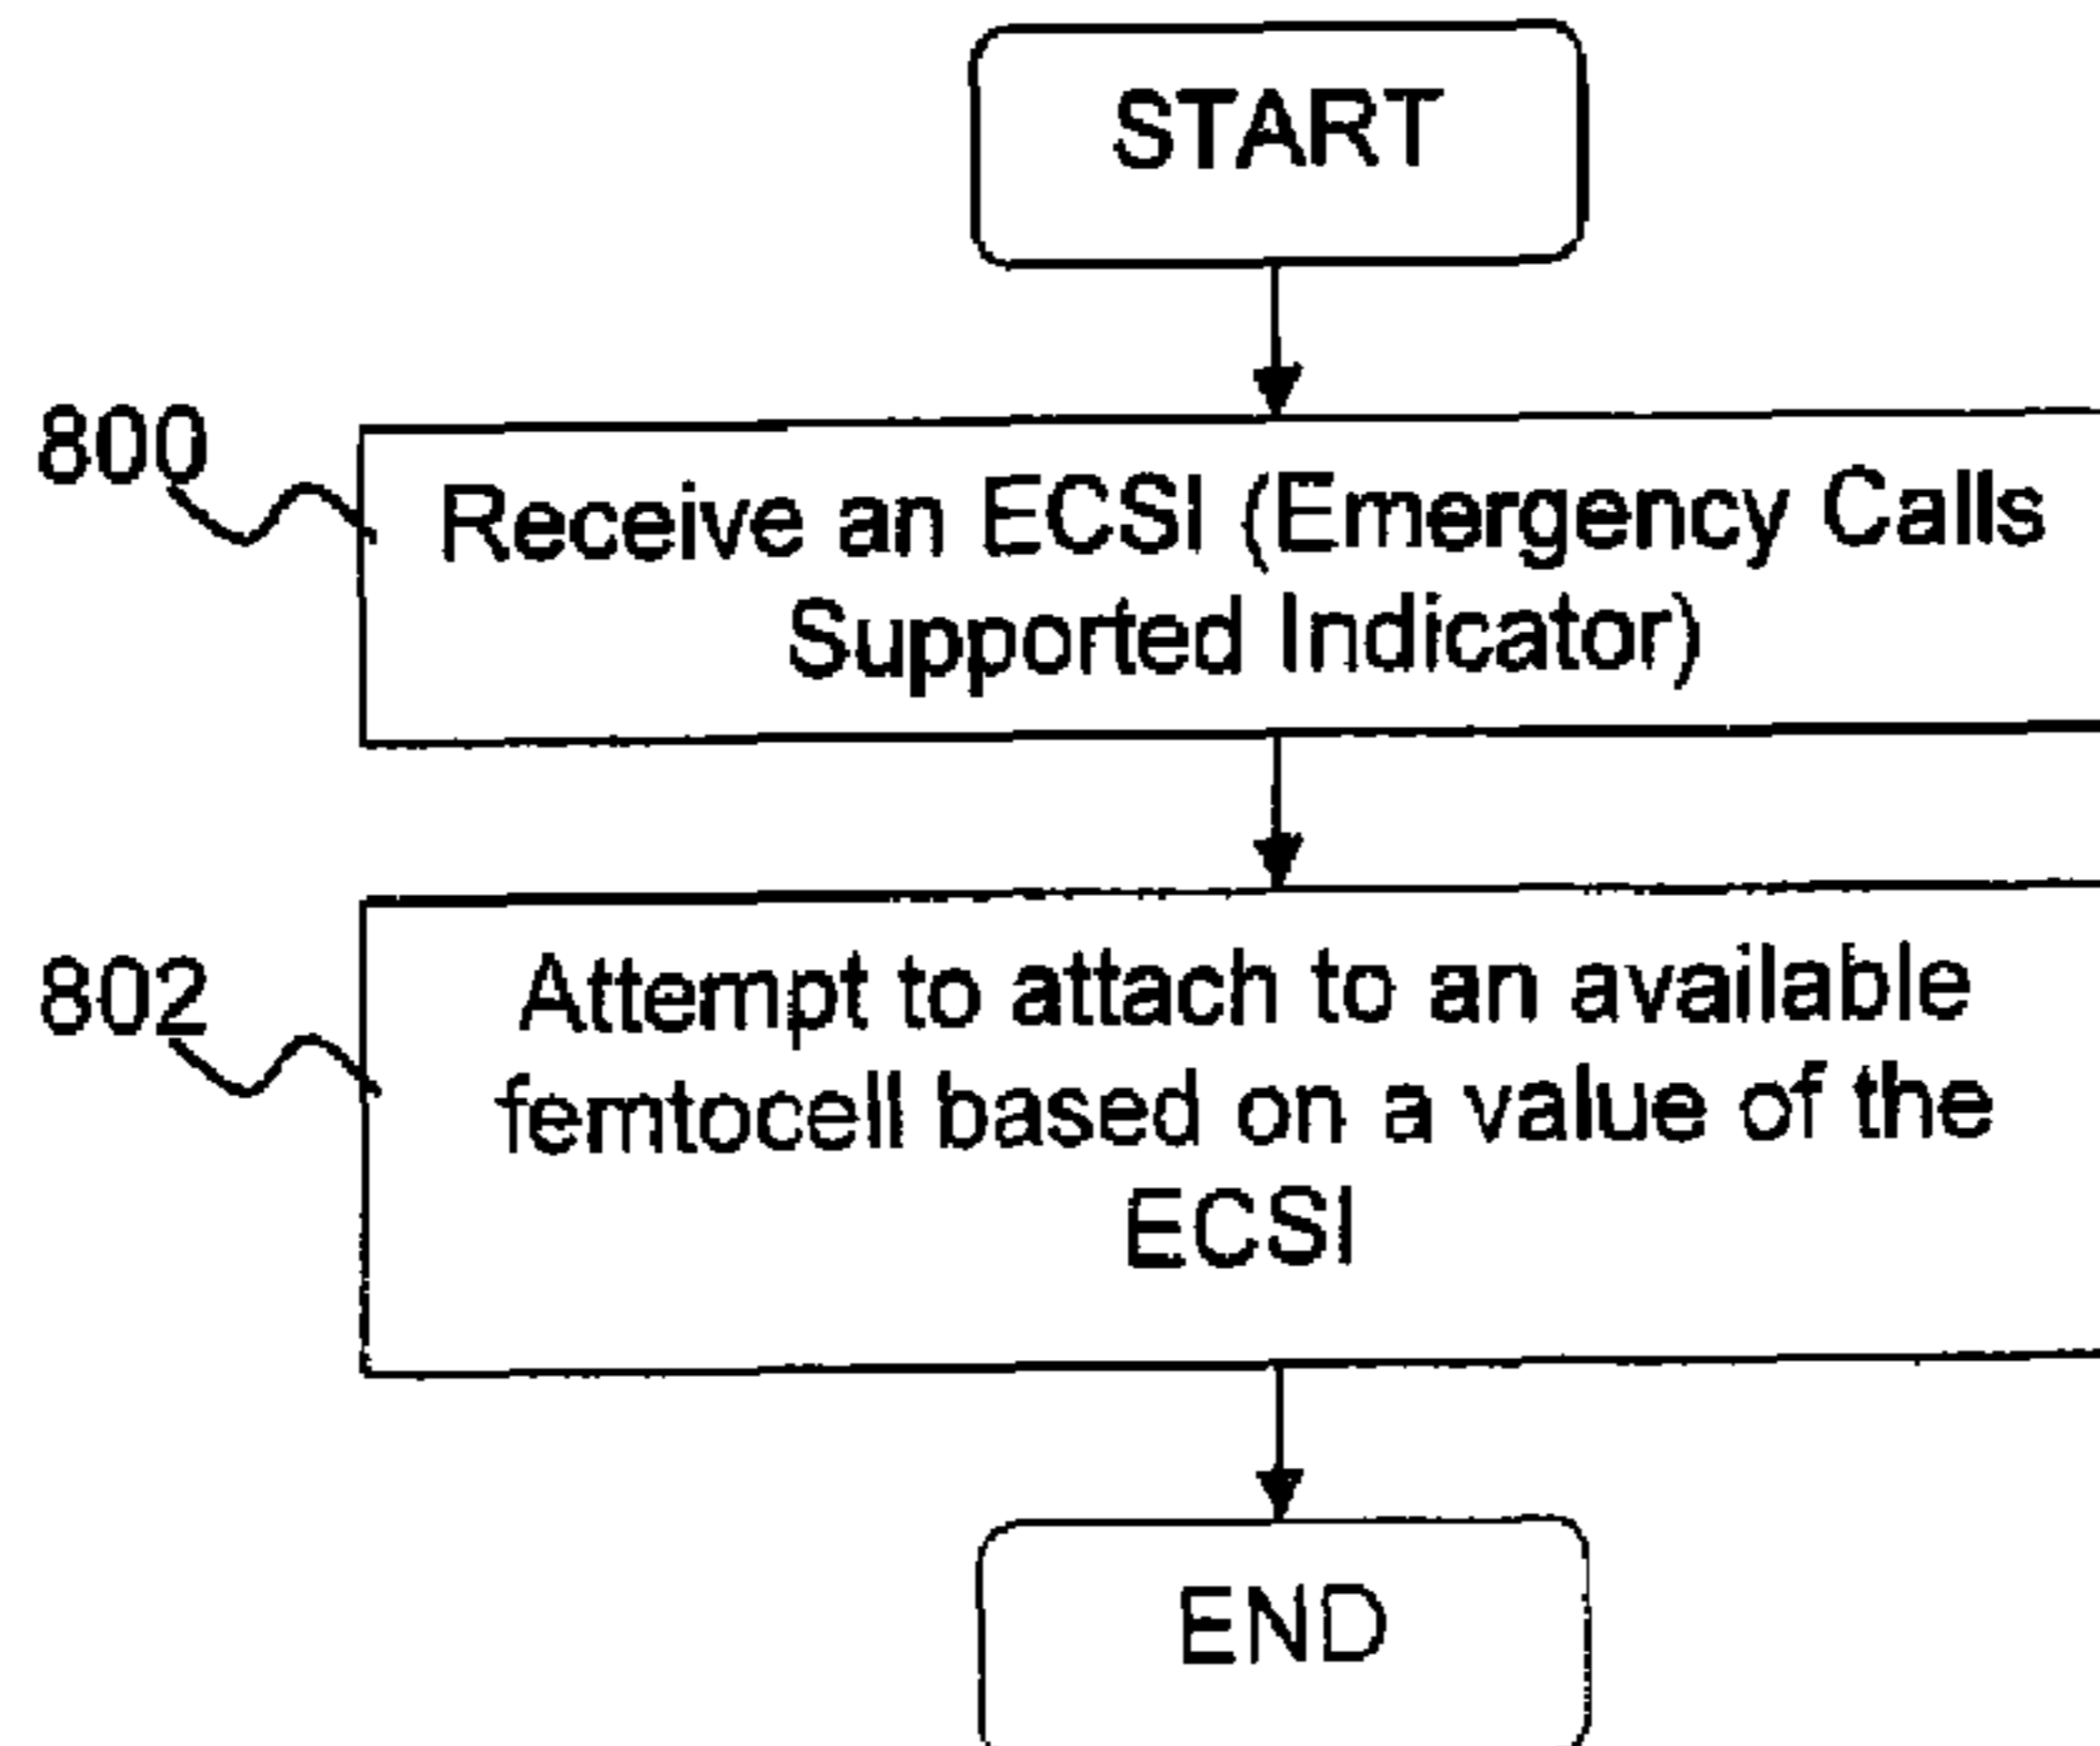 START
800
Receive an ECSI (Emergency Calls
Supported Indicator)
802
Attempt to attach to an available
femtocell based on a value of the
ECSI
END